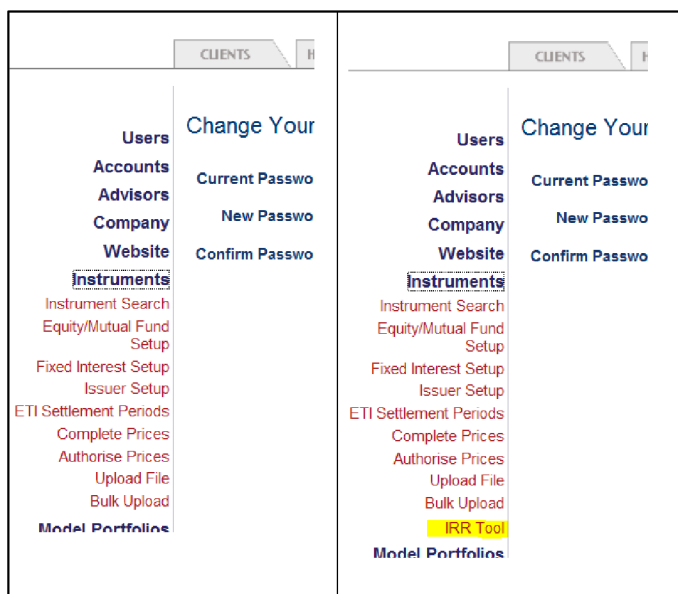 CLIENTS
Change Your
Users
Accounts
Current Passwo
Advisors
New Passwo
Company
Website
Confirm Passwo
Instruments
Instrument Search
Equity/Mutual Fund
Setup
Fixed Interest Setup
Issuer Setup
ETI Settlement Periods
Complete Prices
Authorise Prices
Upload File
Bulk Upload
Model Portfolios
CLIENTS
Change Your
Users
Accounts
Current Passwo
Advisors
New Passwo
Company
Website
Confirm Passwo
Instruments
Instrument Search
Equity/Mutual Fund
Setup
Fixed Interest Setup
Issuer Setup
ETI Settlement Periods
Complete Prices
Authorise Prices
Upload File
Bulk Upload
IRR Tool
Model Portfolios